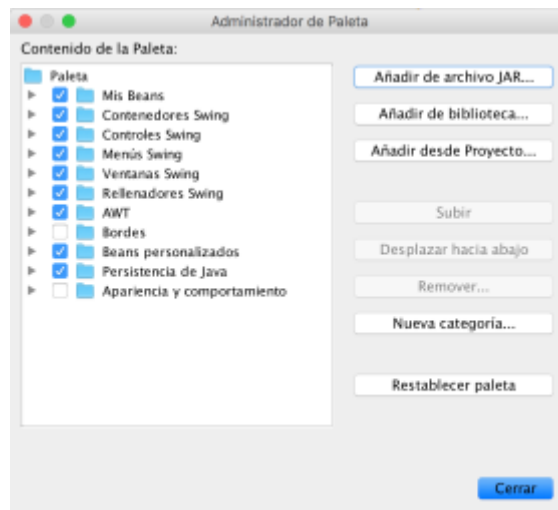 Administrador de Paleta
Contenido de la Paleta:
Paleta
Mis Beans
Contenedores Swing
Controles Swing
Menús Swing
Ventanas Swing
Rellenadores Swing
AWT
Bordes
Beans personalizados
Persistencia de Java
Apariencia y comportamiento
Añadir de archivo JAR...
Añadir de biblioteca...
Añadir desde Proyecto...
Subir
Desplazar hacia abajo
Remover...
Nueva categoría...
Restablecer paleta
Cerrar